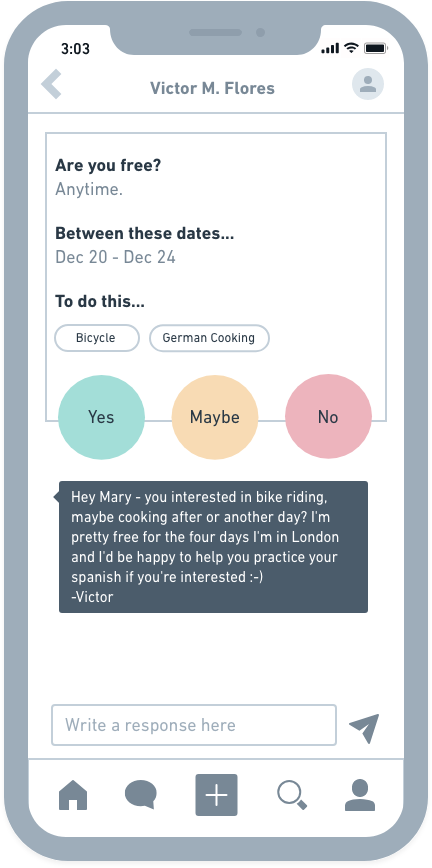 3:03
Victor M. Flores
Are you free?
Anytime.
Between these dates...
Dec 20 - Dec 24
To do this...
Bicycle
German Cooking
Yes
Maybe
No
Hey Mary - you interested in bike riding,
maybe cooking after or another day? I'm
pretty free for the four days I'm in London
and I'd be happy to help you practice your
spanish if you're interested :-)
-Victor
Write a response here